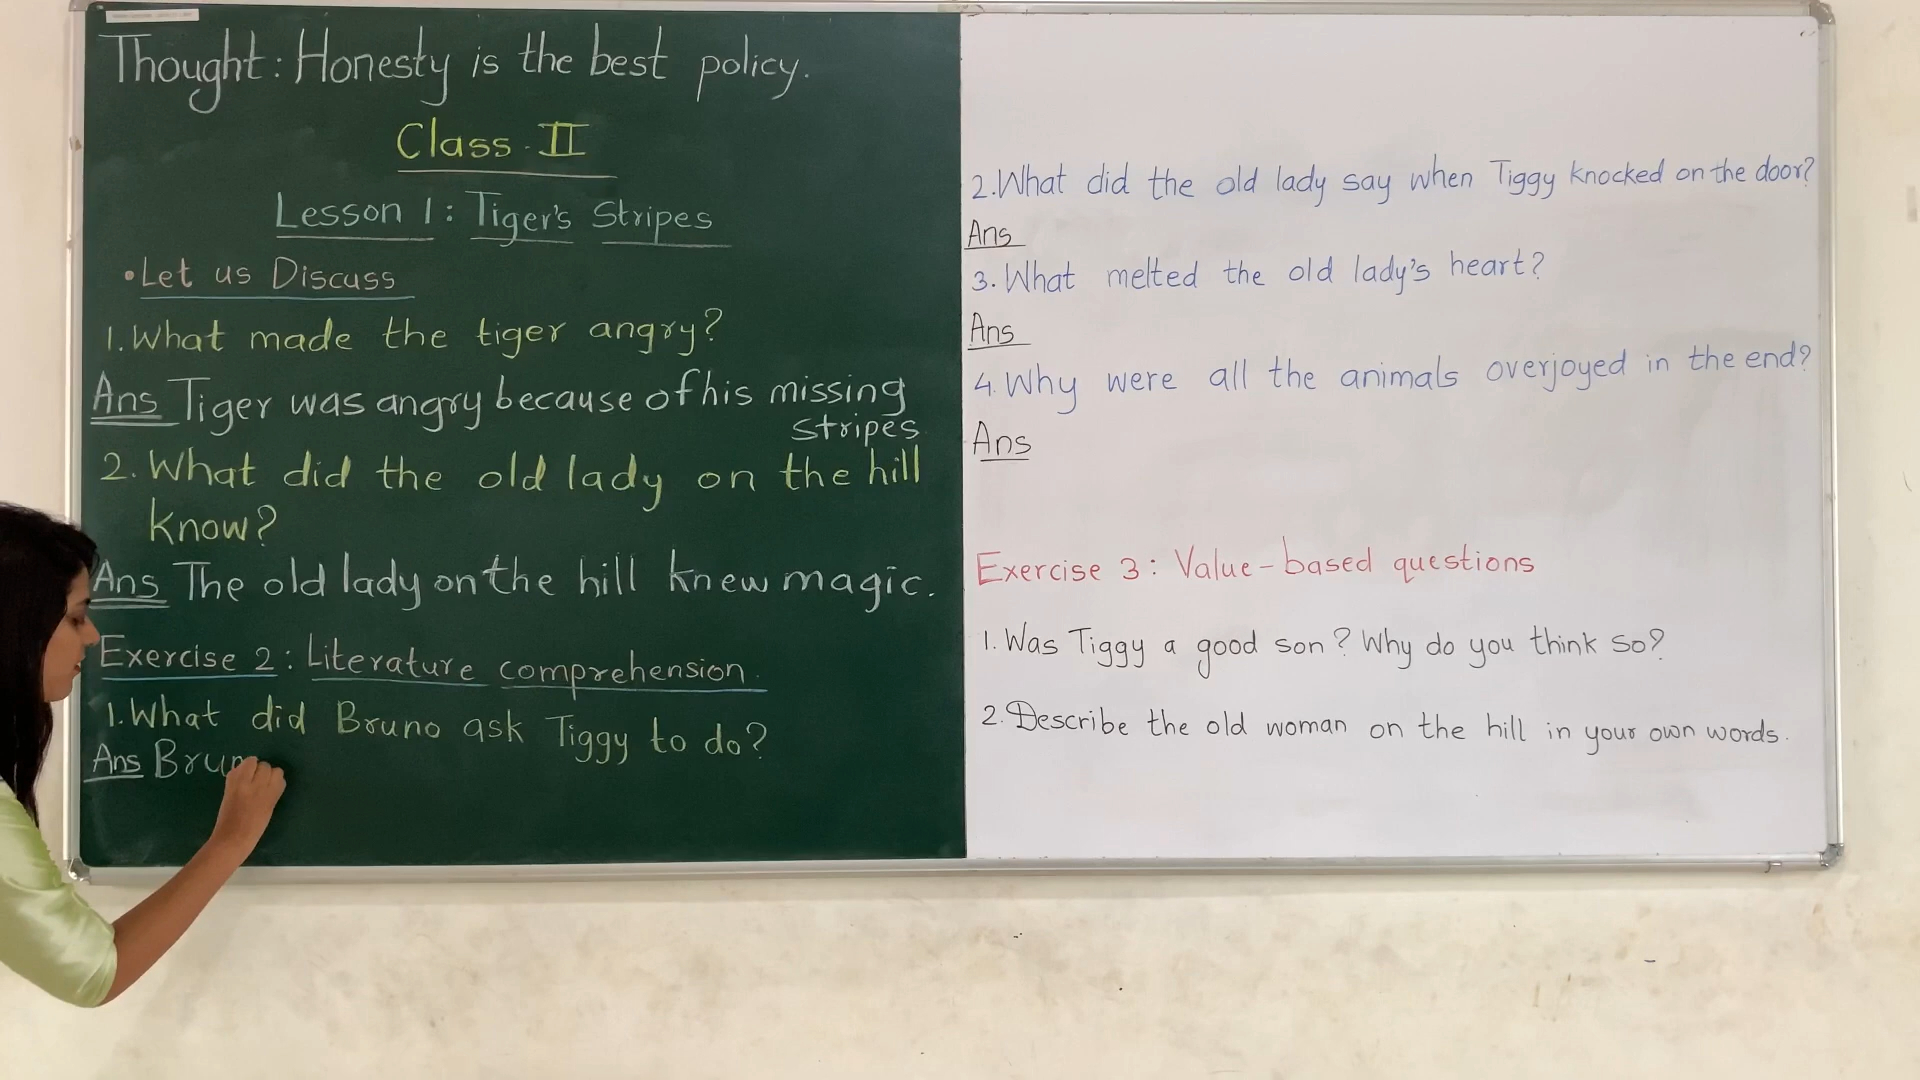 Thought: Honesty is the best policy.
Class-II
Lesson 1: Tiger's Stripes
•Let us Discuss
1. What made the tiger angry?
Ans Tiger was angry because of his missing
stripes
2. What did the old lady on the hill
know?
Ans The old lady on the hill knew magic.
Exercise 2: Literature comprehension.
1. What did Bruno ask Tiggy to do?
Ans Brun
2. What did the old lady say when Tiggy knocked on the door?
Ans
3. What melted the old lady's heart?
Ans
4. Why were all the animals overjoyed in the end?
Ans
Exercise 3: Value-based questions
1. Was Tiggy a good son? Why do you think so?
2. Describe the old woman on the hill in your own words.